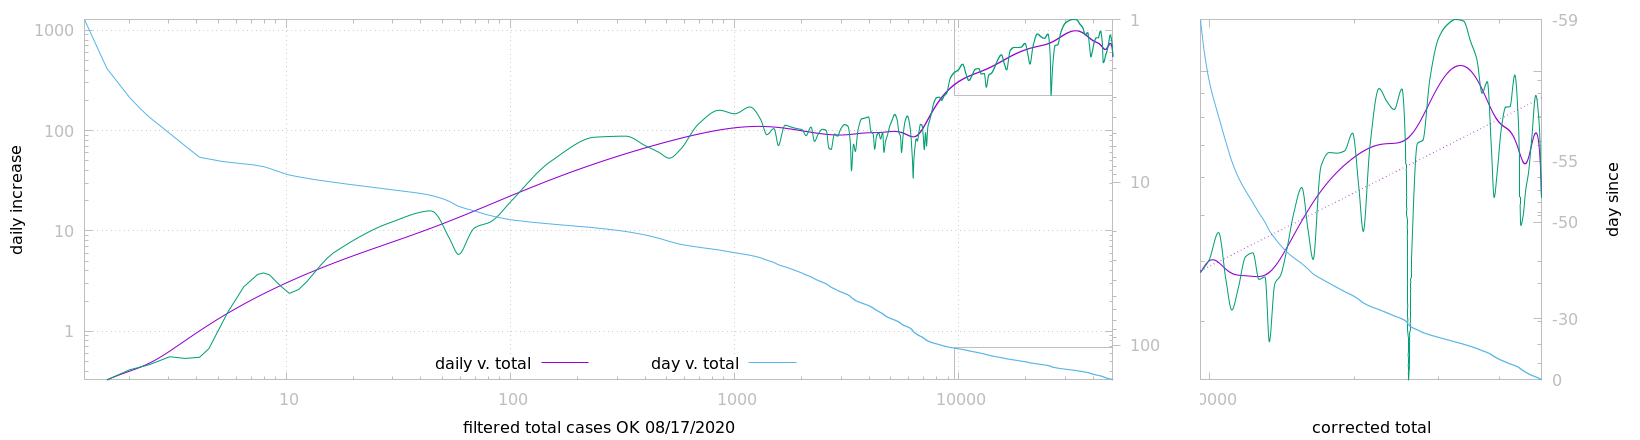 daily increase
1000
100
10
1
1
10
100
daily v. total
day v. total
10
100
1000
10000
filtered total cases OK 08/17/2020
-59
-55
-50
-30
0
day since
0000
corrected total